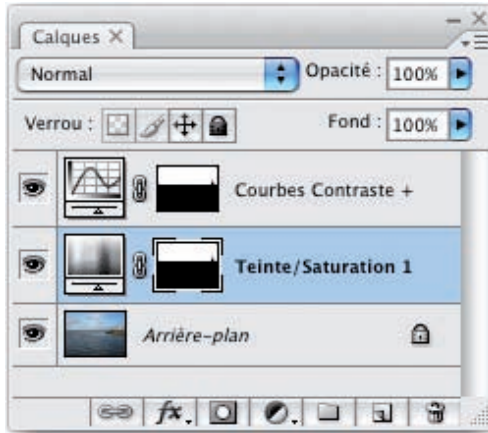 Calques
Normal Opacité : 100%
Verrou : Fond : 100%
Courbes Contraste +
Teinte/Saturation 1
Arrière-plan
fx.